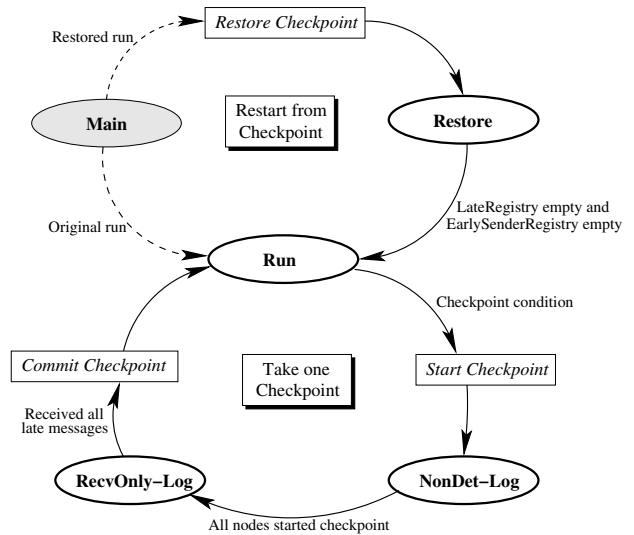 Restore Checkpoint
Restored run
Restart from
Checkpoint
Main
Restore
LateRegistry empty and
EarlySenderRegistry empty
Original run
Run
Checkpoint condition
Commit Checkpoint
Take one
Checkpoint
Start Checkpoint
Received all
late messages
RecvOnly−Log
NonDet−Log
All nodes started checkpoint